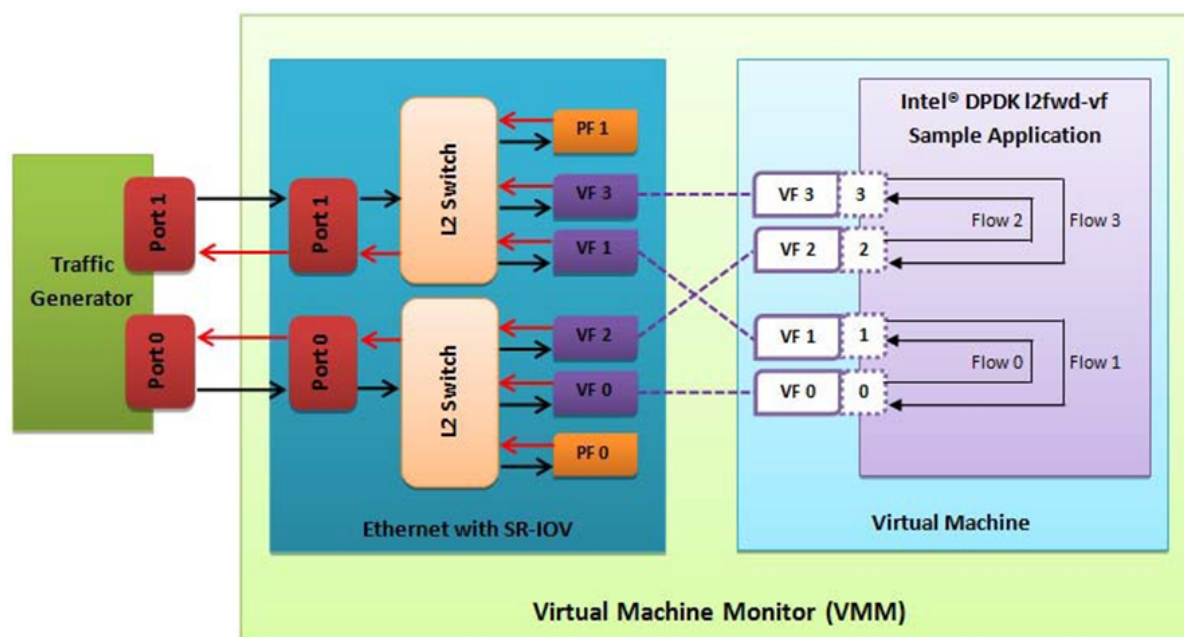 Traffic
Generator
Port 1
Port 0
Port 1
Port 0
L2 Switch
L2 Switch
PF 1
VF 3
VF 1
VF 2
VF 0
PF 0
Ethernet with SR-IOV
Intel® DPDK l2fwd-vf
Sample Application
VF 3
3
VF 2
2
Flow 2
Flow 3
VF 1
1
VF 0
0
Flow 0
Flow 1
Virtual Machine
Virtual Machine Monitor (VMM)